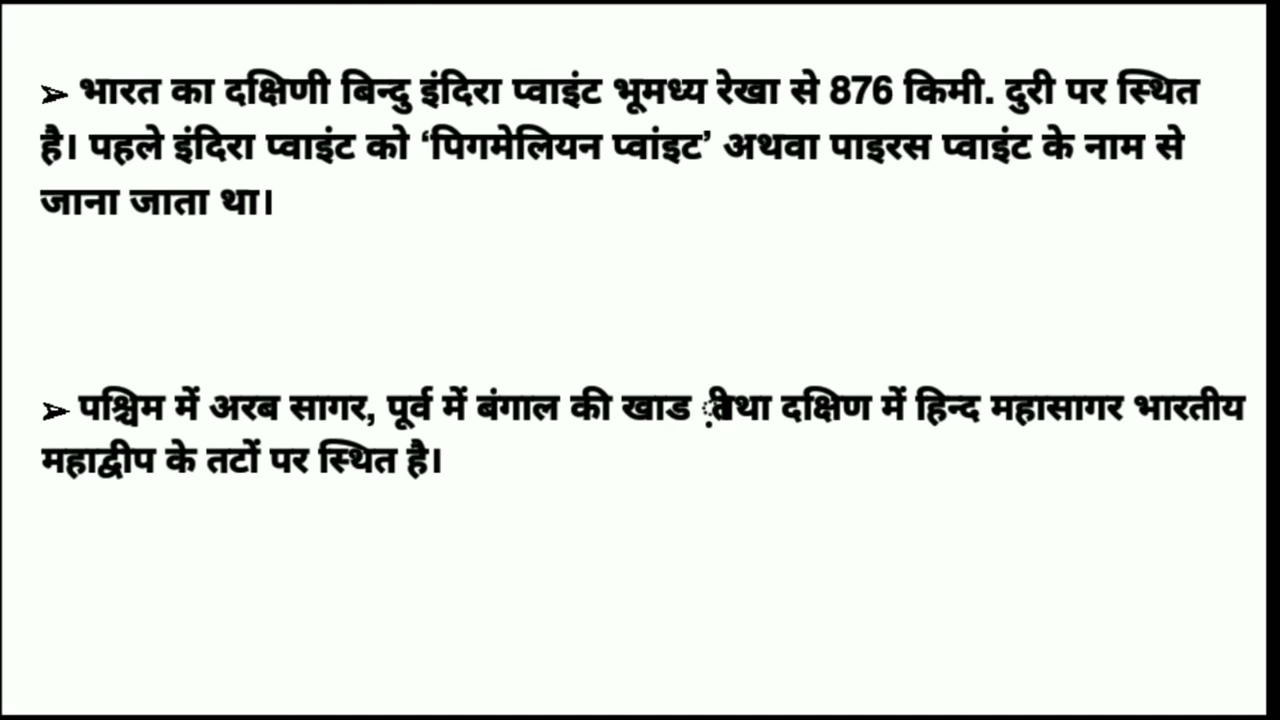 ➢ भारत का दक्षिणी बिन्दु इंदिरा प्वाइंट भूमध्य रेखा से 876 किमी. दुरी पर स्थित
है। पहले इंदिरा प्वाइंट को ‘पिगमेलियन प्वांइट’ अथवा पाइरस प्वाइंट के नाम से
जाना जाता था।
➢ पश्चिम में अरब सागर, पूर्व में बंगाल की खाड ़ीतथा दक्षिण में हिन्द महासागर भारतीय
महाद्वीप के तटों पर स्थित है।